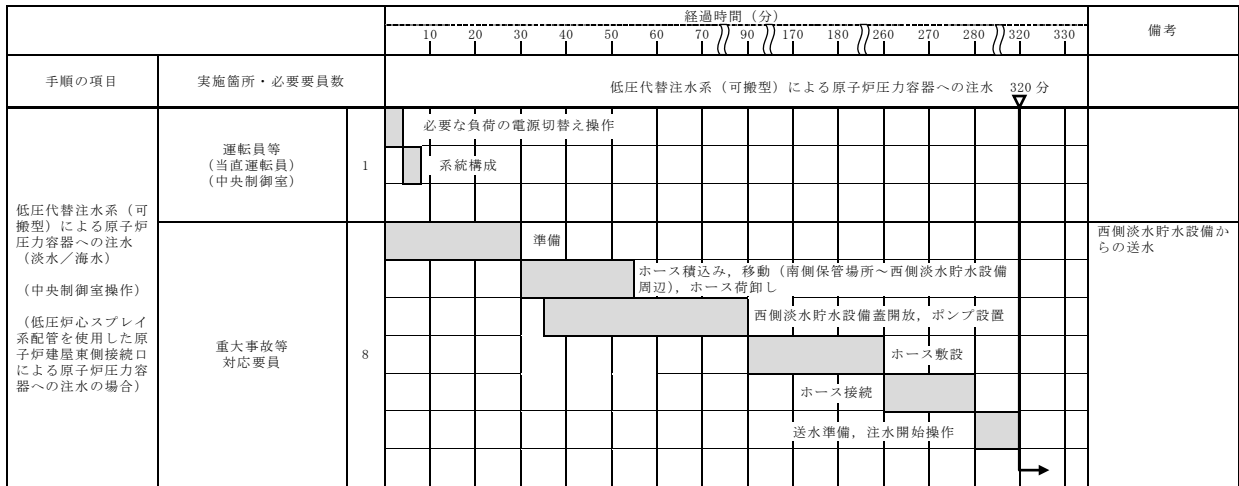 経過時間（分）
備考
10 20 30 40 50 60 70 90 170 180 260 270 280 320 330
手順の項目
実施箇所・必要要員数
低圧代替注水系（可搬型）による原子炉圧力容器への注水 320分
低圧代替注水系（可
搬型）による原子炉
圧力容器への注水
（淡水／海水）
（中央制御室操作）
（低圧炉心スプレイ
系配管を使用した原
子炉建屋東側接続口
による原子炉圧力容
器への注水の場合）
運転員等
（当直運転員）
（中央制御室）
1
必要な負荷の電源切替え操作
系統構成
重大事故等
対応要員
8
準備
ホース積込み，移動（南側保管場所～西側淡水貯水設備
周辺），ホース荷卸し
西側淡水貯水設備蓋開放，ポンプ設置
ホース敷設
ホース接続
送水準備，注水開始操作
西側淡水貯水設備か
らの送水